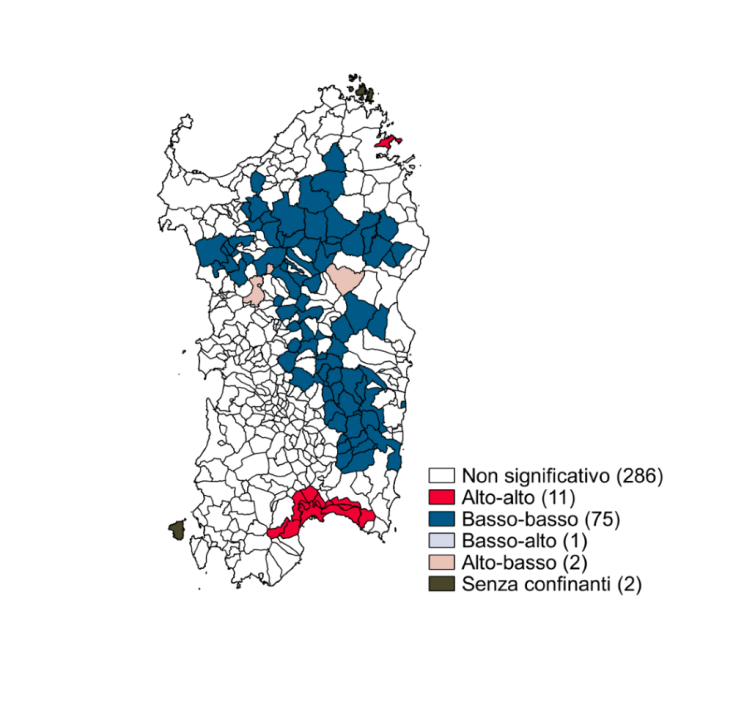 Non significativo (286)
Alto-alto (11)
Basso-basso (75)
Basso-alto (1)
Alto-basso (2)
Senza confinanti (2)